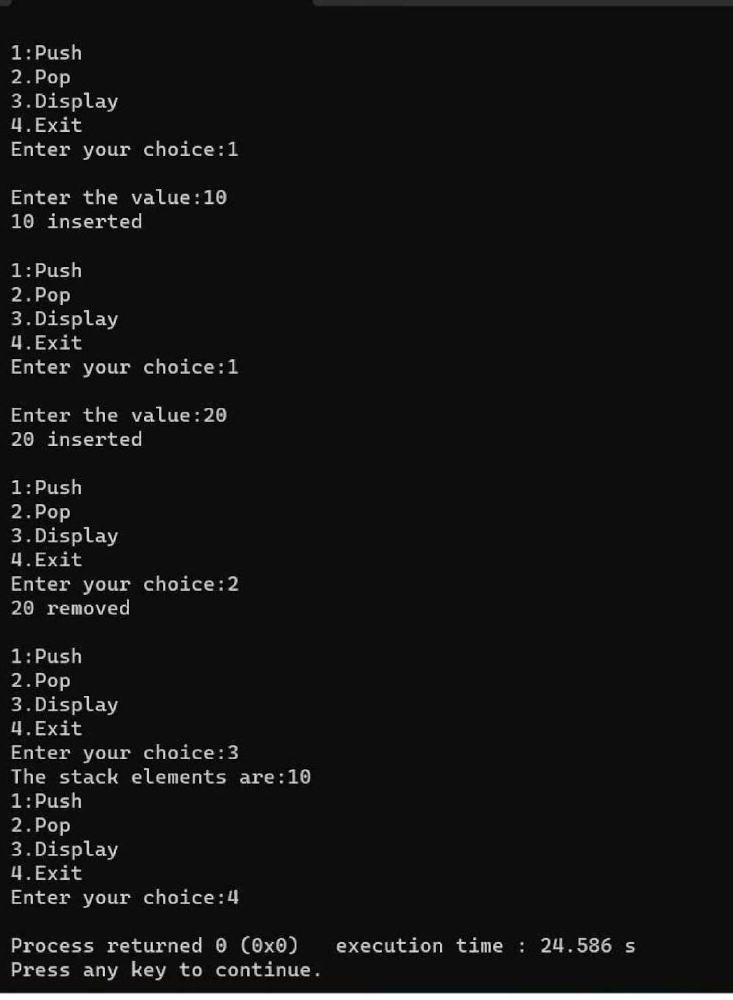 1:Push
2.Pop
3.Display
4.Exit
Enter your choice:1
Enter the value:10
10 inserted
1:Push
2.Pop
3.Display
4.Exit
Enter your choice:1
Enter the value:20
20 inserted
1:Push
2.Pop
3.Display
4.Exit
Enter your choice:2
20 removed
1:Push
2.Pop
3.Display
4.Exit
Enter your choice:3
The stack elements are:10
1:Push
2.Pop
3.Display
4.Exit
Enter your choice:4
Process returned 0 (0x0)   execution time : 24.586 s
Press any key to continue.